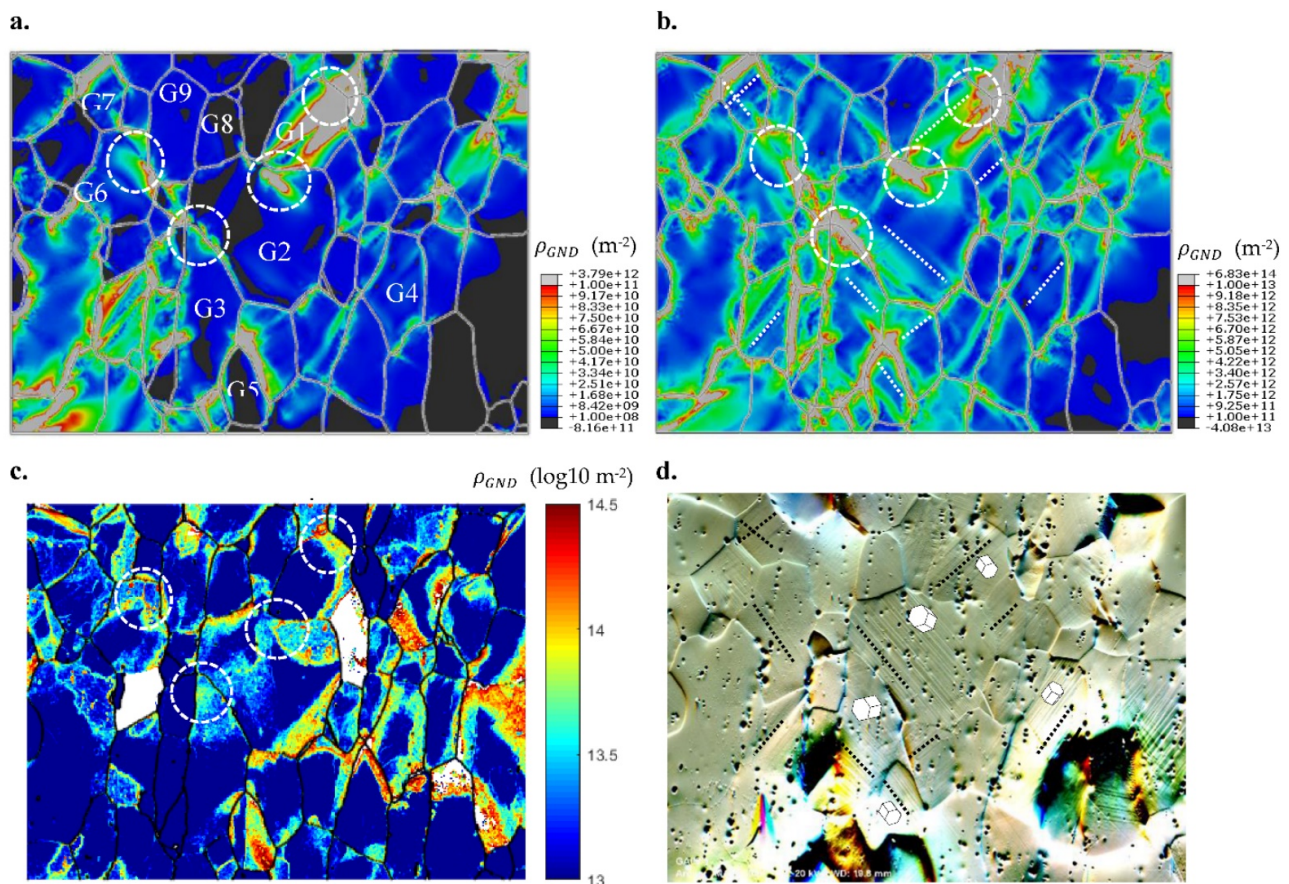 a.
b.
G9
G7
G8
G1
G6
G2
G4
G3
G5
ρGND (m-2)
+3.79e+12
+1.00e+11
+9.17e+10
+8.33e+10
+7.50e+10
+6.67e+10
+5.84e+10
+5.00e+10
+4.17e+10
+3.34e+10
+2.51e+10
+1.68e+10
+8.42e+09
+1.00e+08
-8.16e+11
ρGND (m-2)
+6.83e+14
+1.00e+13
+9.18e+12
+8.35e+12
+7.53e+12
+6.70e+12
+5.87e+12
+5.05e+12
+4.22e+12
+3.40e+12
+2.57e+12
+1.75e+12
+9.25e+11
+1.00e+11
-4.08e+13
c.
ρGND (log10 m-2)
14.5
14
13.5
13
d.
20 k
WD: 19.8 mm